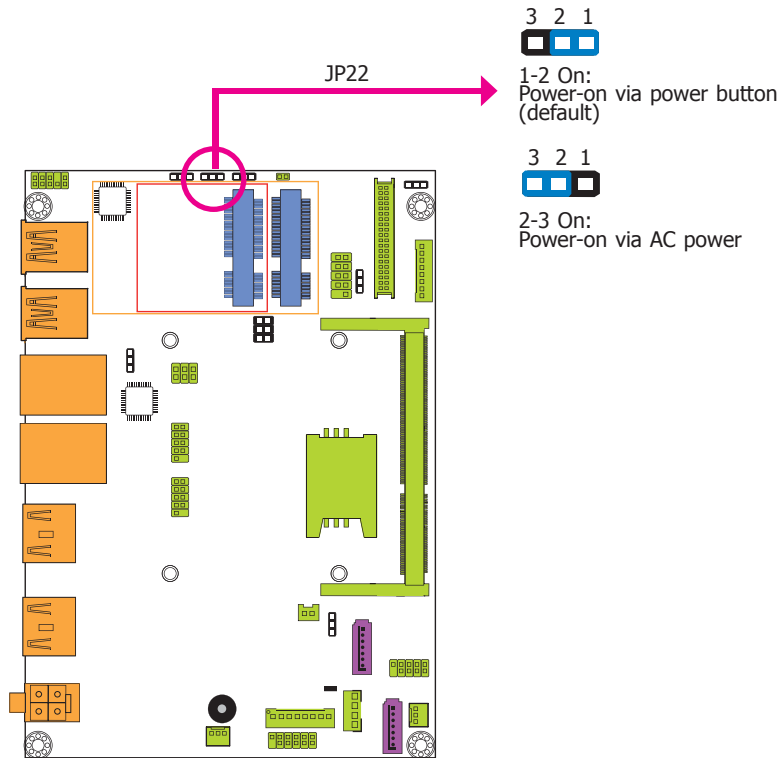 JP22
3 2 1
1-2 On:
Power-on via power button
(default)
3 2 1
2-3 On:
Power-on via AC power